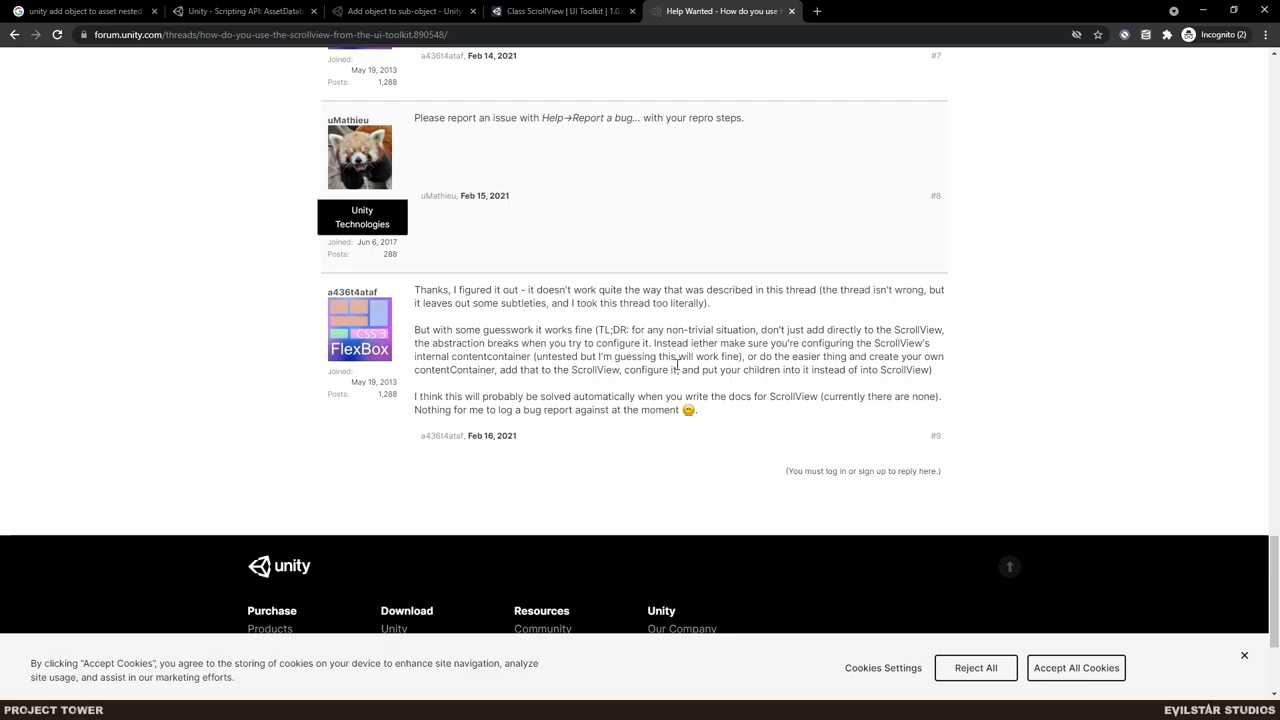 unity add object to asset nested
Unity - Scripting API: AssetDatab
Add object to sub-object - Unity
Class ScrollView | UI Toolkit | 1.0.
Help Wanted - How do you use t
forum.unity.com/threads/how-do-you-use-the-scrollview-from-the-ui-toolkit.890548/
Incognito (2)
a436t4ataf, Feb 14, 2021
#7
Joined:
May 19, 2013
Posts: 1,288
uMathieu
Please report an issue with Help→Report a bug... with your repro steps.
uMathieu, Feb 15, 2021
#8
Unity
Technologies
Joined: Jun 6, 2017
Posts: 288
a436t4ataf
CSS 3
FlexBox
Joined:
May 19, 2013
Posts: 1,288
Thanks, I figured it out - it doesn't work quite the way that was described in this thread (the thread isn't wrong, but
it leaves out some subtleties, and I took this thread too literally).
But with some guesswork it works fine (TL;DR: for any non-trivial situation, don't just add directly to the ScrollView,
the abstraction breaks when you try to configure it. Instead iether make sure you're configuring the ScrollView's
internal contentcontainer (untested but I'm guessing this will work fine), or do the easier thing and create your own
contentContainer, add that to the ScrollView, configure it, and put your children into it instead of into ScrollView)
I think this will probably be solved automatically when you write the docs for ScrollView (currently there are none).
Nothing for me to log a bug report against at the moment .
a436t4ataf, Feb 16, 2021
#9
(You must log in or sign up to reply here.)
unity
Purchase
Download
Resources
Unity
Products
Unity
Community
Our Company
By clicking "Accept Cookies", you agree to the storing of cookies on your device to enhance site navigation, analyze
site usage, and assist in our marketing efforts.
Cookies Settings
Reject All
Accept All Cookies
PROJECT TOWER
EVILSTAR STUDIOS